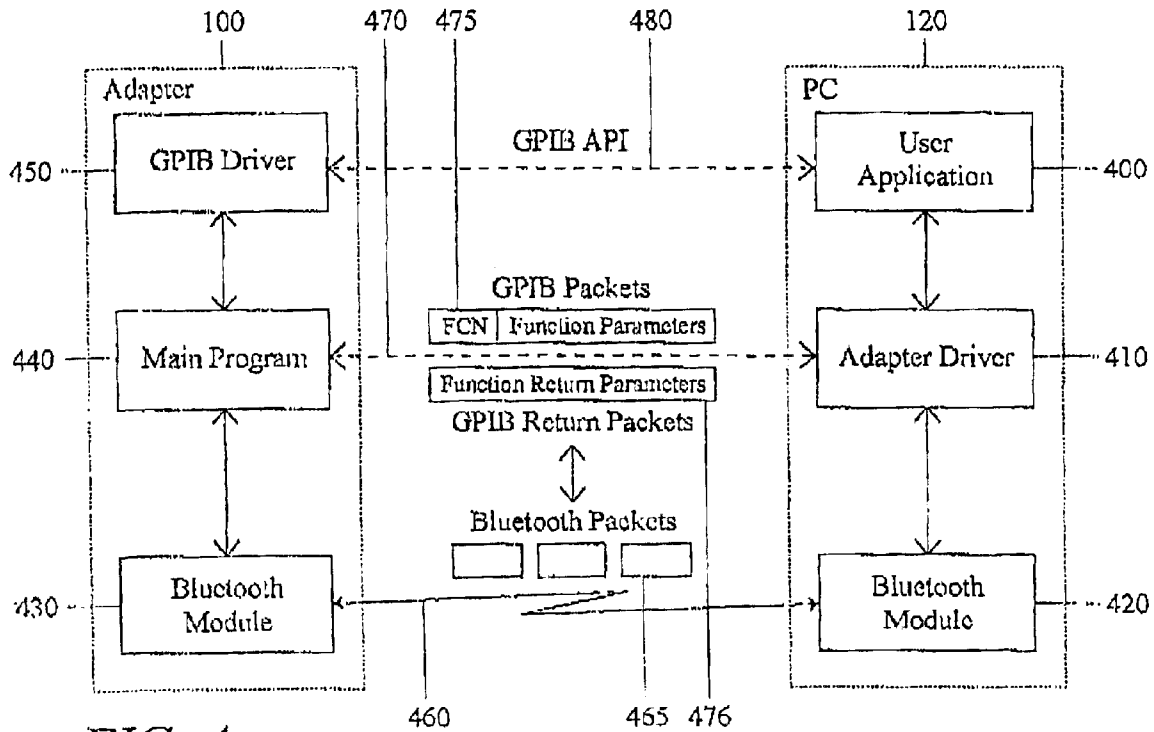 100
470
475
480
120
Adapter
PC
GPIB Driver
GPIB API
User
Application
450
400
GPIB Packets
FCN
Function Parameters
Main Program
Adapter Driver
440
410
Function Return Parameters
GPIB Return Packets
Bluetooth Packets
Bluetooth
Module
Bluetooth
Module
430
420
460
465
476